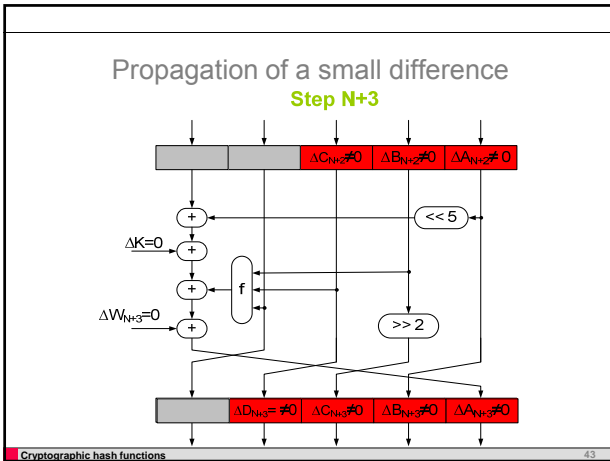 Propagation of a small difference
Step N+3
ΔC_N+2≠0 ΔB_N+2≠0 ΔA_N+2≠ 0
+
<< 5
ΔK=0
+
+
f
ΔW_N+3=0
+
>> 2
ΔD_N+3= ≠0 ΔC_N+3≠0 ΔB_N+3≠0 ΔA_N+3≠0
Cryptographic hash functions 43